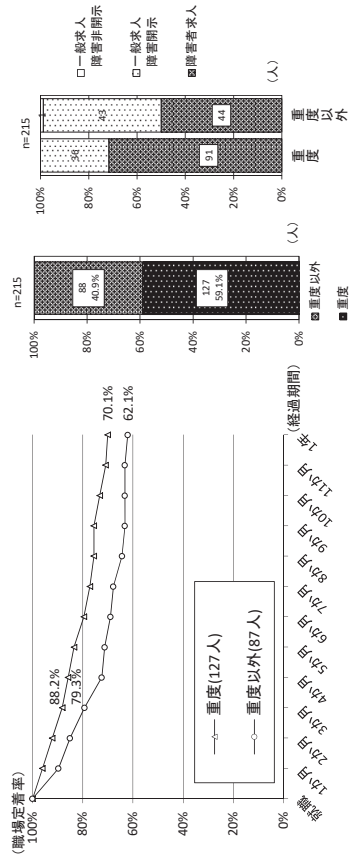 (職場定着率)
100%
80%
60%
40%
20%
0%
88.2%
79.3%
70.1%
62.1%
重度(127人)
重度以外(87人)
就職
1か月
2か月
3か月
4か月
5か月
6か月
7か月
8か月
9か月
10か月
11か月
1年
(経過期間)
n=215
100%
80%
60%
40%
20%
0%
88
40.9%
127
59.1%
(人)
重度以外
重度
n=215
100%
80%
60%
40%
20%
0%
36
91
1
43
44
重度
重度以外
(人)
一般求人
障害非開示
一般求人
障害開示
障害者求人